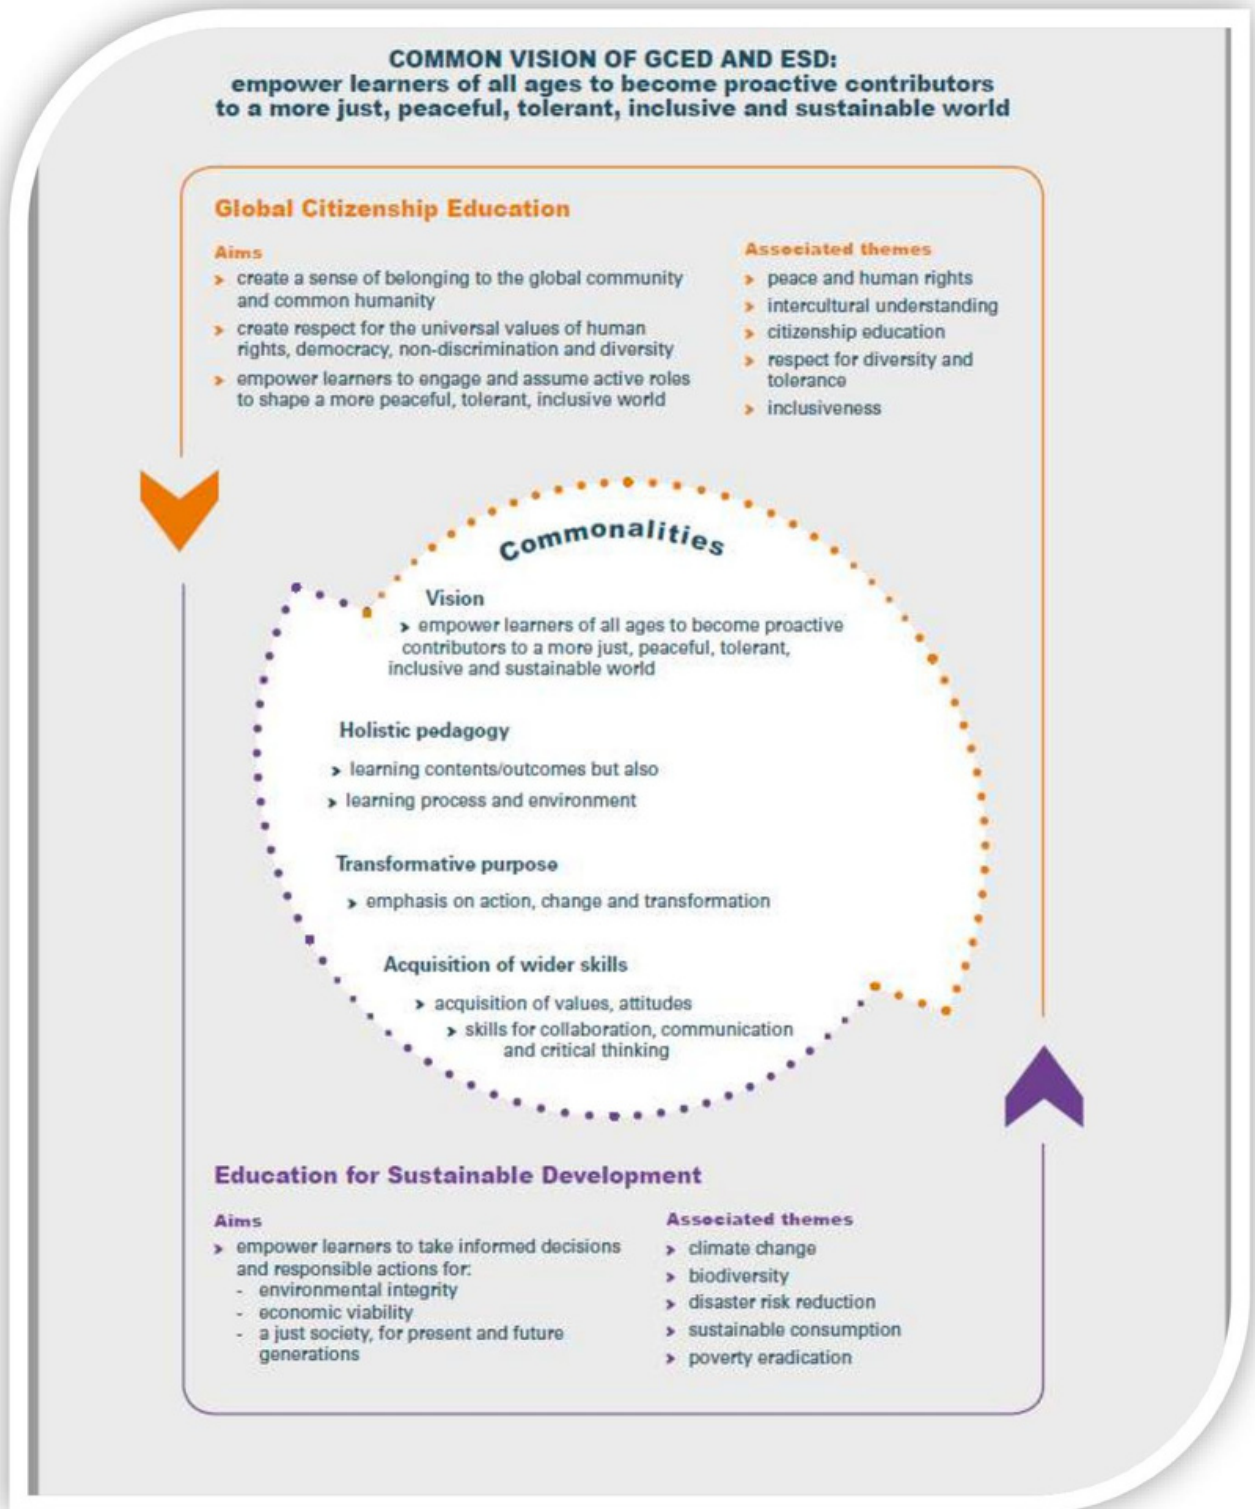 COMMON VISION OF GCED AND ESD:
empower learners of all ages to become proactive contributors
to a more just, peaceful, tolerant, inclusive and sustainable world
Global Citizenship Education
Aims
› create a sense of belonging to the global community
and common humanity
› create respect for the universal values of human
rights, democracy, non-discrimination and diversity
› empower learners to engage and assume active roles
to shape a more peaceful, tolerant, inclusive world
Associated themes
› peace and human rights
› intercultural understanding
› citizenship education
› respect for diversity and
tolerance
› inclusiveness
Commonalities
Vision
› empower learners of all ages to become proactive
contributors to a more just, peaceful, tolerant,
inclusive and sustainable world
Holistic pedagogy
› learning contents/outcomes but also
› learning process and environment
Transformative purpose
› emphasis on action, change and transformation
Acquisition of wider skills
› acquisition of values, attitudes
› skills for collaboration, communication
and critical thinking
Education for Sustainable Development
Aims
› empower learners to take informed decisions
and responsible actions for:
- environmental integrity
- economic viability
- a just society, for present and future
generations
Associated themes
› climate change
› biodiversity
› disaster risk reduction
› sustainable consumption
› poverty eradication